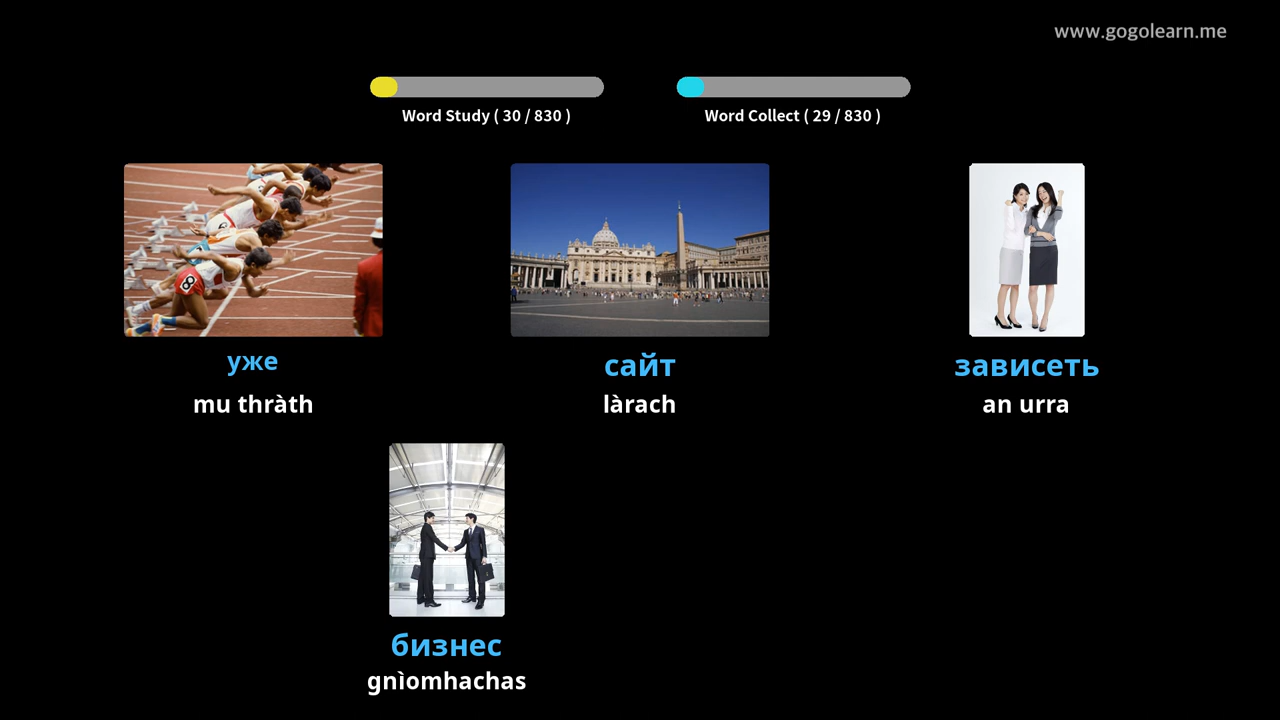 www.gogolearn.me
Word Study ( 30 / 830 )
Word Collect ( 29 / 830 )
уже
mu thràth
сайт
làrach
зависеть
an urra
бизнес
gnìomhachas